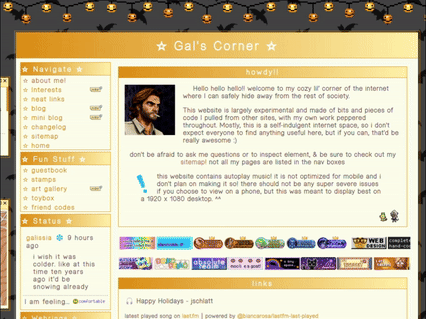 ☆ Gal's Corner ☆
☆ Navigate ☆
☆ about me!
☆ interests
☆ neat links
☆ blog
☆ mini blog
☆ changelog
☆ sitemap
☆ home
☆ Fun Stuff ☆
☆ guestbook
☆ stamps
☆ art gallery
☆ toybox
☆ friend codes
☆ Status ☆
galissia 9 hours
ago
i wish it was
colder. like at this
time ten years
ago it'd be
snowing already
I am feeling...
howdy!!
Hello hello hello!! welcome to my cozy lil' corner of the internet
where i can safely hide away from the rest of society.
This website is largely experimental and made of bits and pieces
of code I pulled from other sites, with my own work peppered
throughout. Mostly, this is a self-indulgent internet space, so i don't
expect everyone to find anything useful here, but if you can, that'd be
really awesome :)
don't be afraid to ask me questions or to inspect element, & be sure to check out my
sitemap! not all my pages are listed in the nav boxes
this website contains autoplay music! it is not optimized for mobile and i
don't plan on making it so! there should not be any super severe issues
if you choose to view on a phone, but this was meant to display best on
a 1920 x 1080 desktop. ^^
WEB
DESIGN
absolute
links
Happy Holidays - jschlatt
latest played song on last.fm | powered by @biancarosa/lastfm-last-played